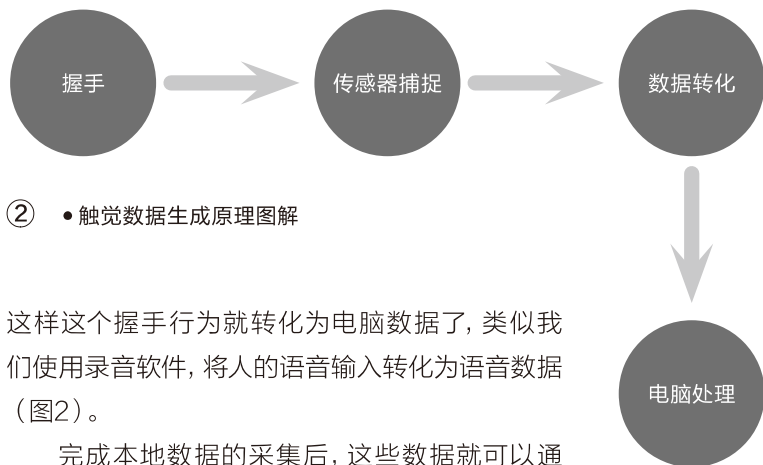 握手
传感器捕捉
数据转化
② • 触觉数据生成原理图解
这样这个握手行为就转化为电脑数据了, 类似我
们使用录音软件, 将人的语音输入转化为语音数据
（图2）。
电脑处理
完成本地数据的采集后, 这些数据就可以通